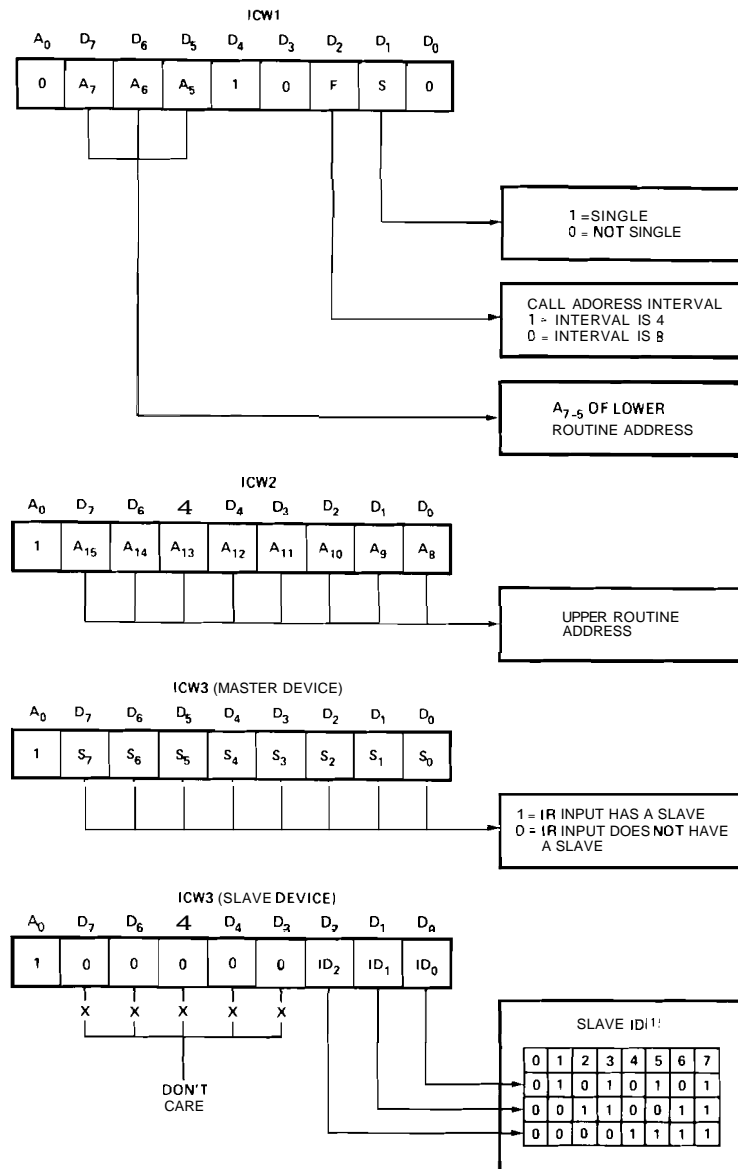 ICW1
A0 D7 D6 D5 D4 D3 D2 D1 D0
0 A7 A6 A5 1 0 F S 0
1 =SINGLE
0 = NOT SINGLE
CALL ADORESS INTERVAL
1 = INTERVAL IS 4
0 = INTERVAL IS B
A7-5 OF LOWER
ROUTINE ADDRESS
ICW2
A0 D7 D6 4 D4 D3 D2 D1 D0
1 A15 A14 A13 A12 A11 A10 A9 A8
UPPER ROUTINE
ADDRESS
ICW3 (MASTER DEVICE)
A0 D7 D6 D5 D4 D3 D2 D1 D0
1 S7 S6 S5 S4 S3 S2 S1 S0
1 = IR INPUT HAS A SLAVE
0 = IR INPUT DOES NOT HAVE
A SLAVE
ICW3 (SLAVE DEVICE)
A0 D7 D6 4 D4 D3 D2 D1 D0
1 0 0 0 0 0 ID2 ID1 ID0
X X X X X
DON'T
CARE
SLAVE ID(1)
0 1 2 3 4 5 6 7
0 1 0 1 0 1 0 1
0 0 1 1 0 0 1 1
0 0 0 0 1 1 1 1